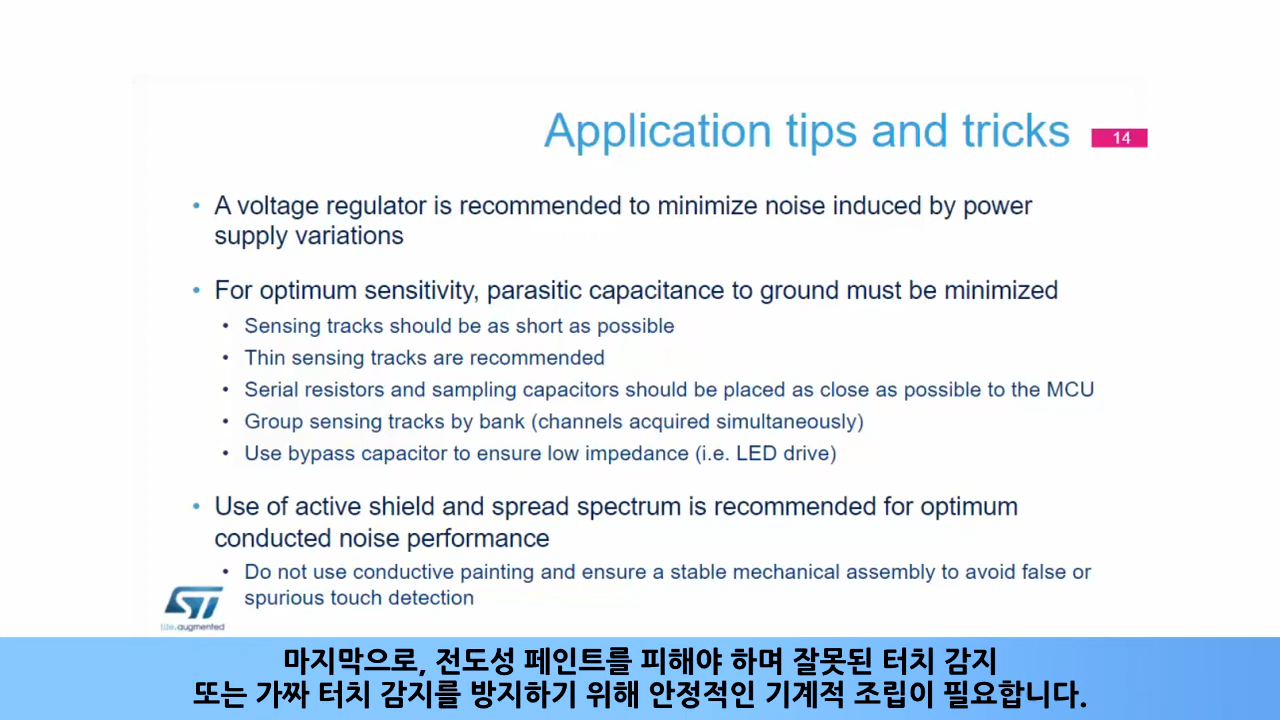 Application tips and tricks
14
• A voltage regulator is recommended to minimize noise induced by power
supply variations
• For optimum sensitivity, parasitic capacitance to ground must be minimized
• Sensing tracks should be as short as possible
• Thin sensing tracks are recommended
• Serial resistors and sampling capacitors should be placed as close as possible to the MCU
• Group sensing tracks by bank (channels acquired simultaneously)
• Use bypass capacitor to ensure low impedance (i.e. LED drive)
• Use of active shield and spread spectrum is recommended for optimum
conducted noise performance
• Do not use conductive painting and ensure a stable mechanical assembly to avoid false or
spurious touch detection
ST
life.augmented
마지막으로, 전도성 페인트를 피해야 하며 잘못된 터치 감지
또는 가짜 터치 감지를 방지하기 위해 안정적인 기계적 조립이 필요합니다.